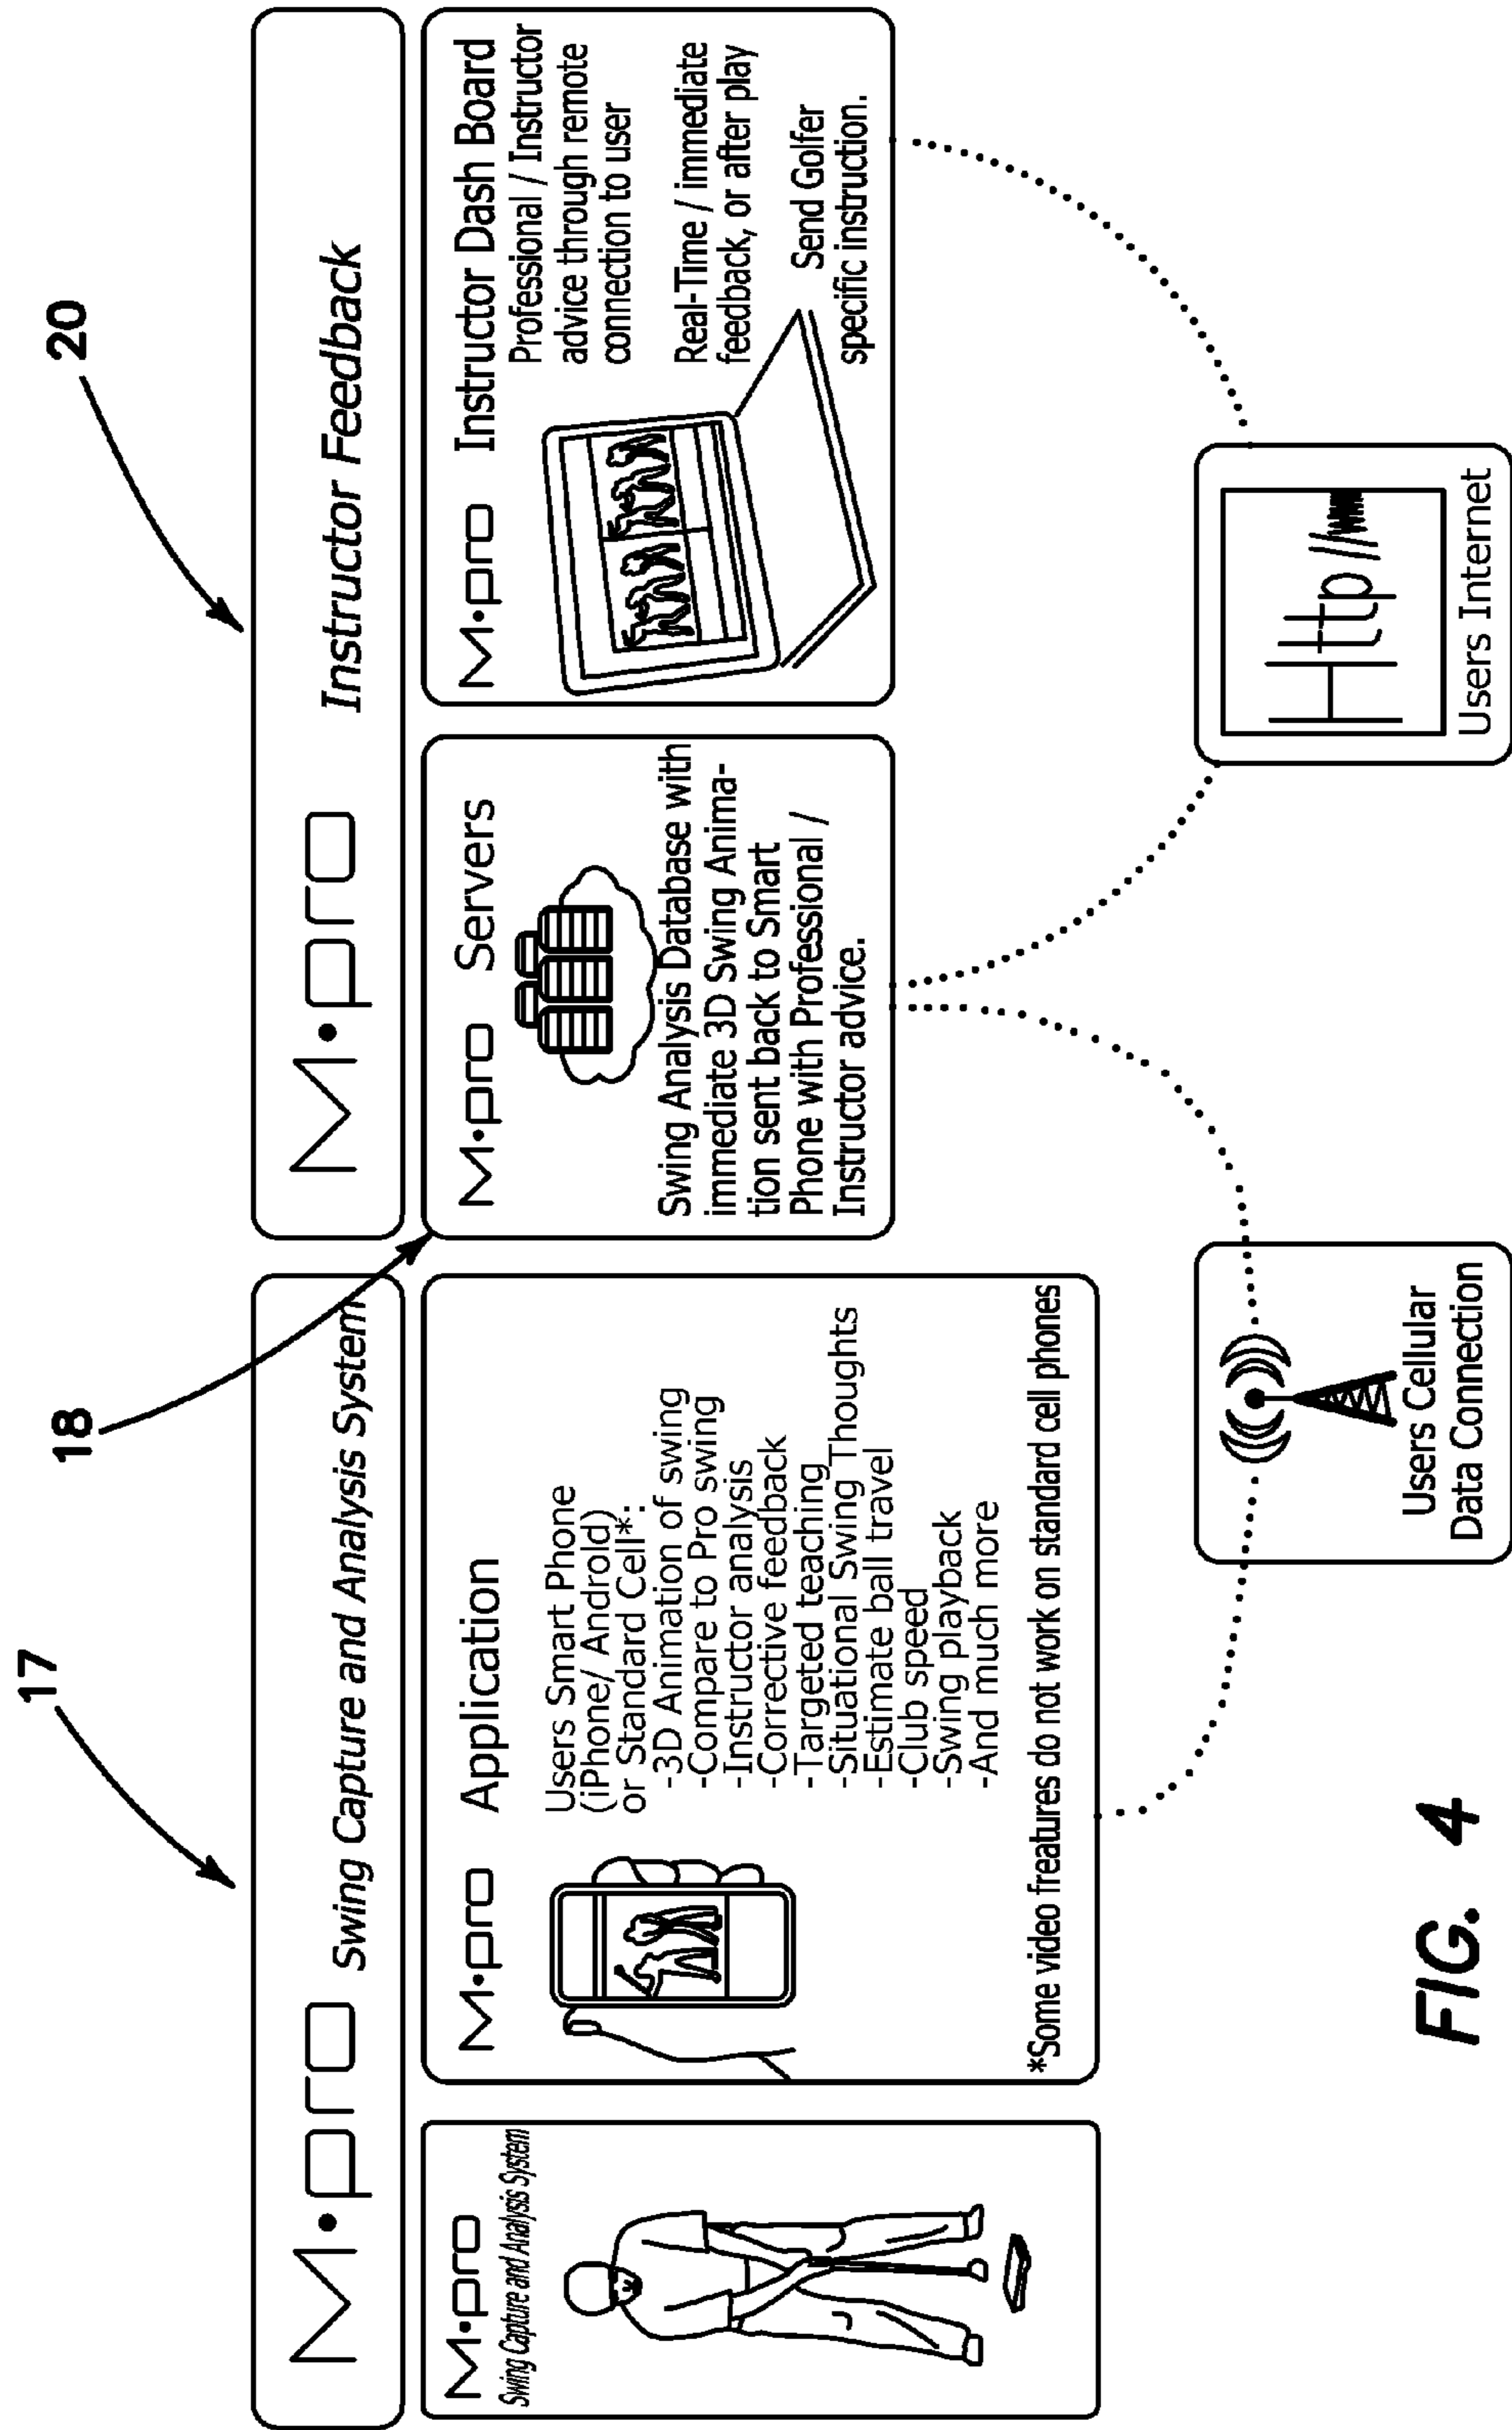 17
18
20
M·pro Swing Capture and Analysis System
M·pro Instructor Feedback
M·pro
Swing Capture and Analysis System
M·pro Application
Users Smart Phone
(iPhone/ Android)
or Standard Cell*:
-3D Animation of swing
-Compare to Pro swing
-Instructor analysis
-Corrective feedback
-Targeted teaching
-Situational Swing Thoughts
-Estimate ball travel
-Club speed
-Swing playback
-And much more
*Some video freatures do not work on standard cell phones
M·pro Servers
Swing Analysis Database with
immediate 3D Swing Anima-
tion sent back to Smart
Phone with Professional /
Instructor advice.
M·pro Instructor Dash Board
Professional / Instructor
advice through remote
connection to user
Real-Time / immediate
feedback, or after play
Send Golfer
specific instruction.
Users Cellular
Data Connection
Http //www
Users Internet
FIG. 4